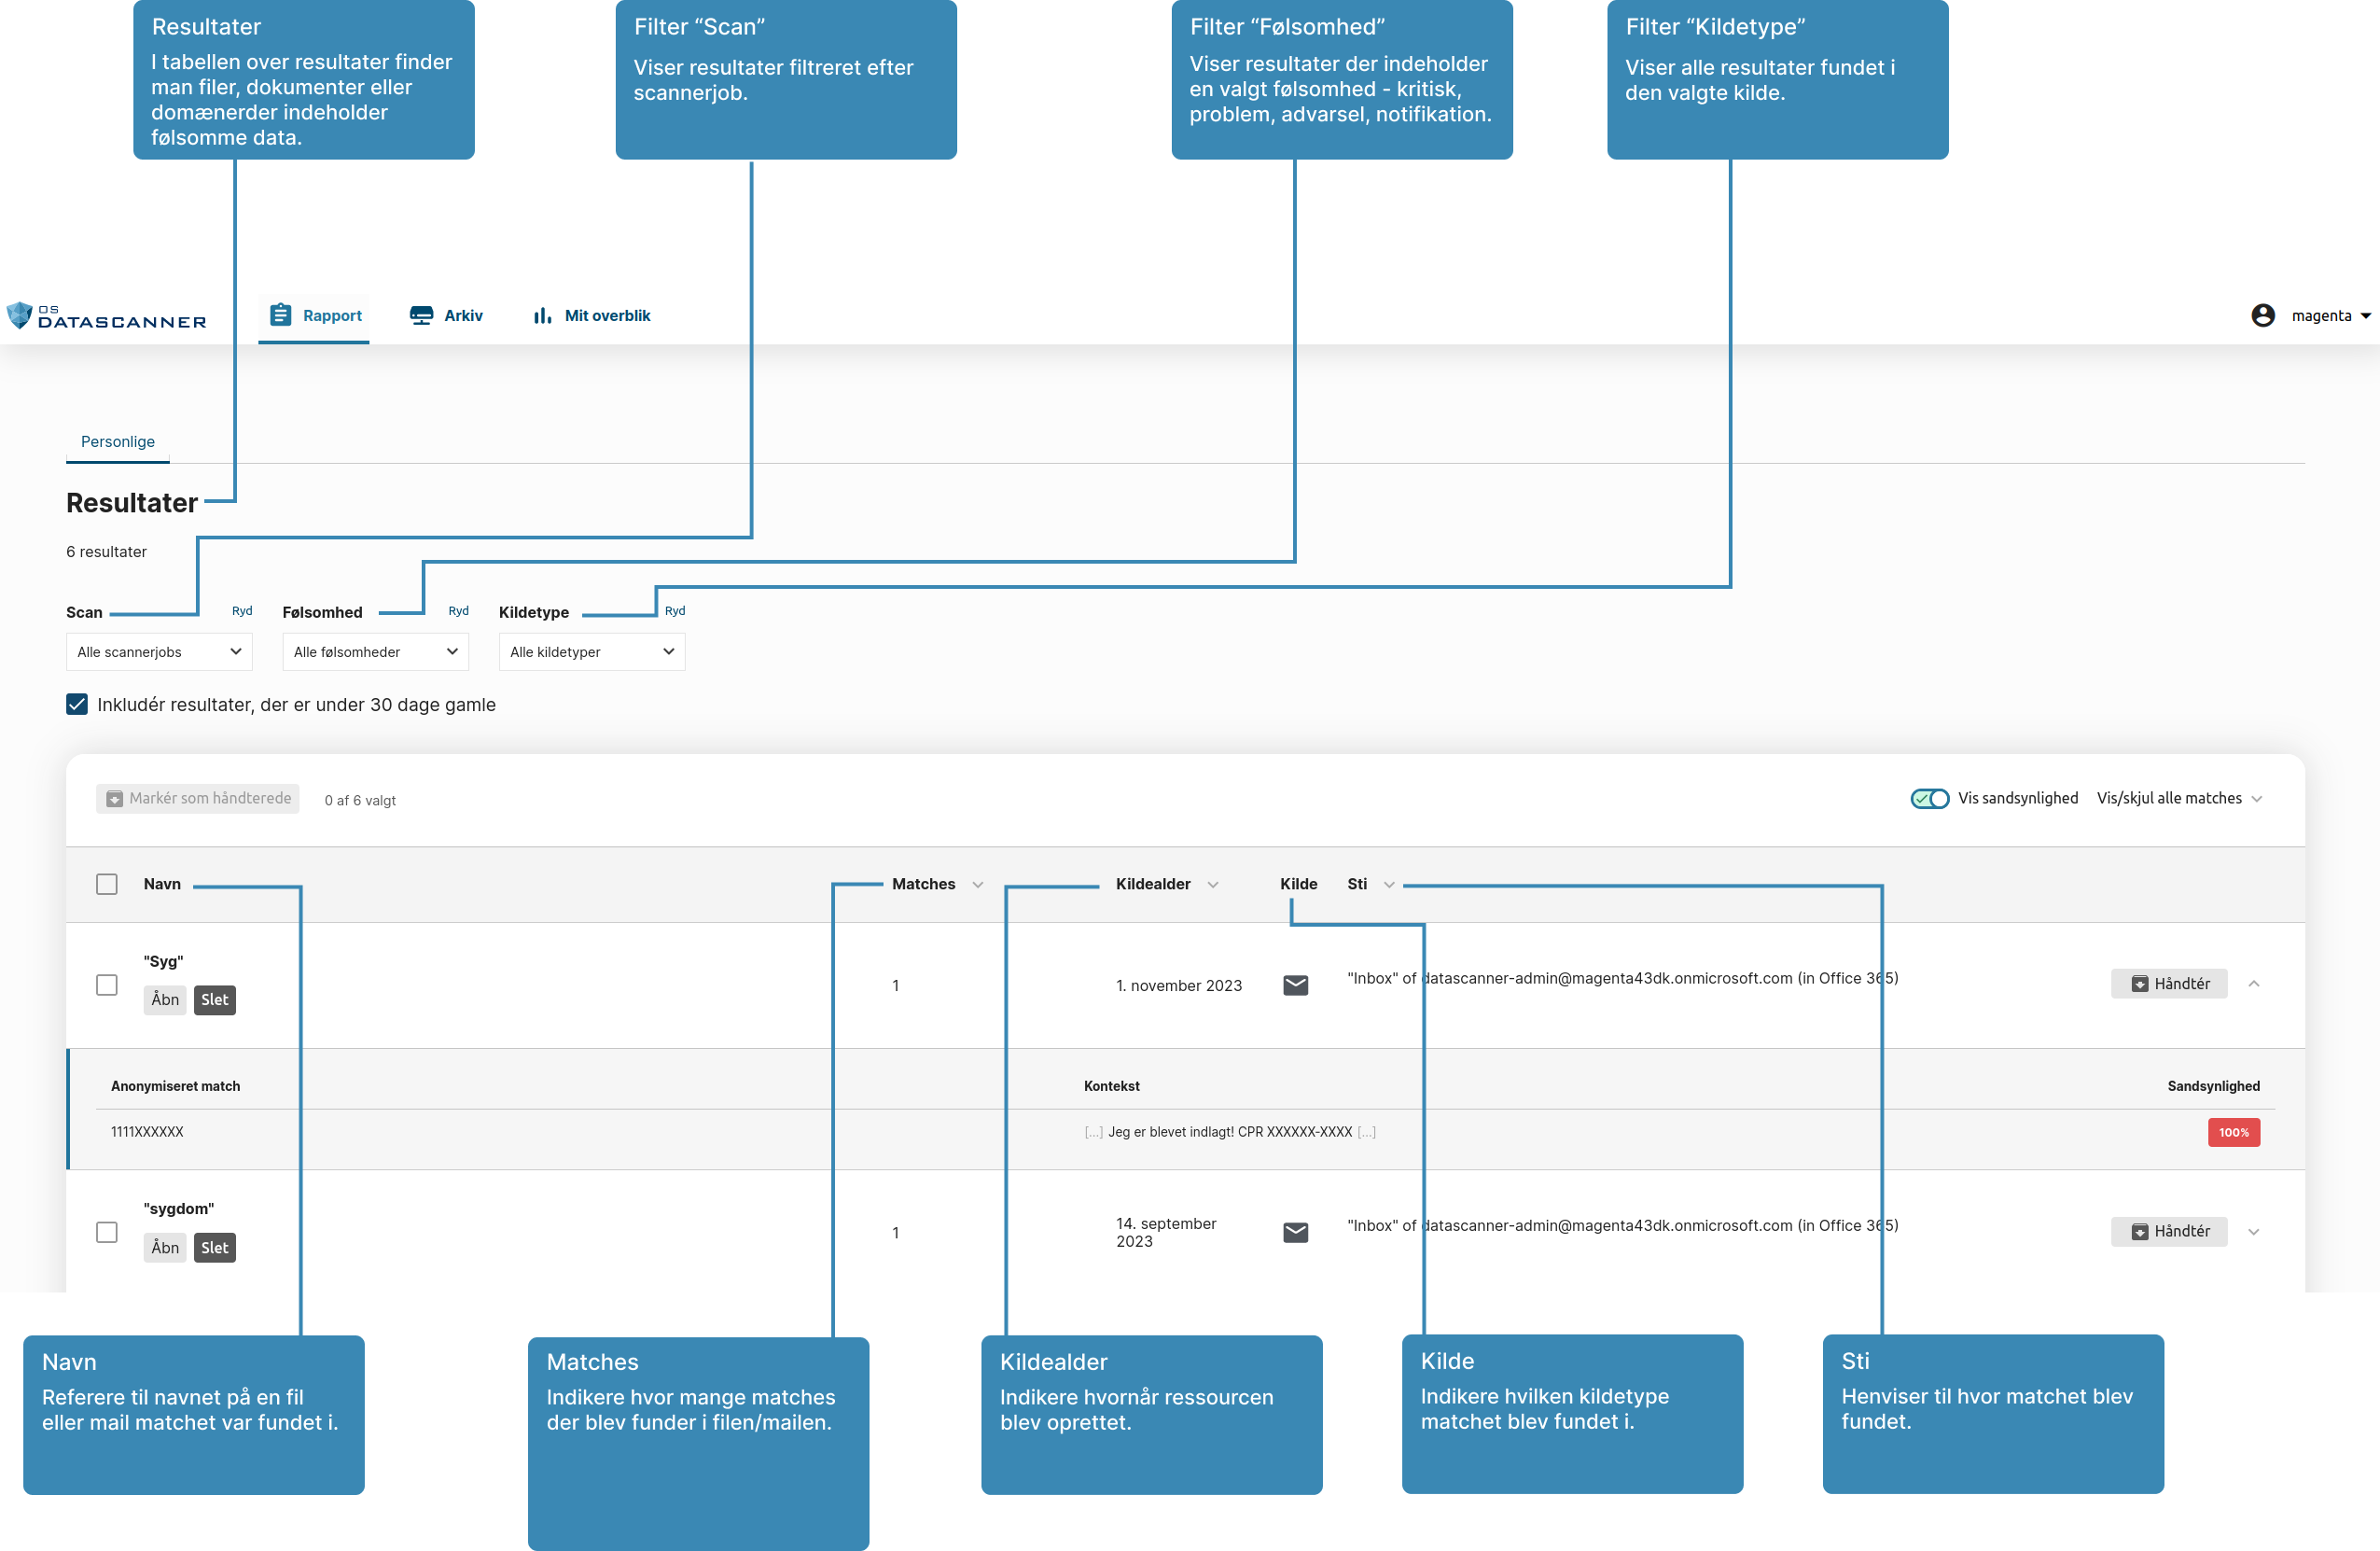 Resultater
I tabellen over resultater finder
man filer, dokumenter eller
domænerder indeholder
følsomme data.
Filter “Scan”
Viser resultater filtreret efter
scannerjob.
Filter “Følsomhed”
Viser resultater der indeholder
en valgt følsomhed - kritisk,
problem, advarsel, notifikation.
Filter “Kildetype”
Viser alle resultater fundet i
den valgte kilde.
OS
DATASCANNER
Rapport
Arkiv
Mit overblik
magenta
Personlige
Resultater
6 resultater
Scan Ryd
Følsomhed Ryd
Kildetype Ryd
Alle scannerjobs
Alle følsomheder
Alle kildetyper
Inkludér resultater, der er under 30 dage gamle
Markér som håndterede
0 af 6 valgt
Vis sandsynlighed
Vis/skjul alle matches
Navn Matches Kildealder Kilde Sti
"Syg"
Åbn Slet
1
1. november 2023
"Inbox" of datascanner-admin@magenta43dk.onmicrosoft.com (in Office 365)
Håndtér
Anonymiseret match Kontekst Sandsynlighed
1111XXXXXX [...] Jeg er blevet indlagt! CPR XXXXXX-XXXX [...] 100%
"sygdom"
Åbn Slet
1
14. september
2023
"Inbox" of datascanner-admin@magenta43dk.onmicrosoft.com (in Office 365)
Håndtér
Navn
Referere til navnet på en fil
eller mail matchet var fundet i.
Matches
Indikere hvor mange matches
der blev funder i filen/mailen.
Kildealder
Indikere hvornår ressourcen
blev oprettet.
Kilde
Indikere hvilken kildetype
matchet blev fundet i.
Sti
Henviser til hvor matchet blev
fundet.